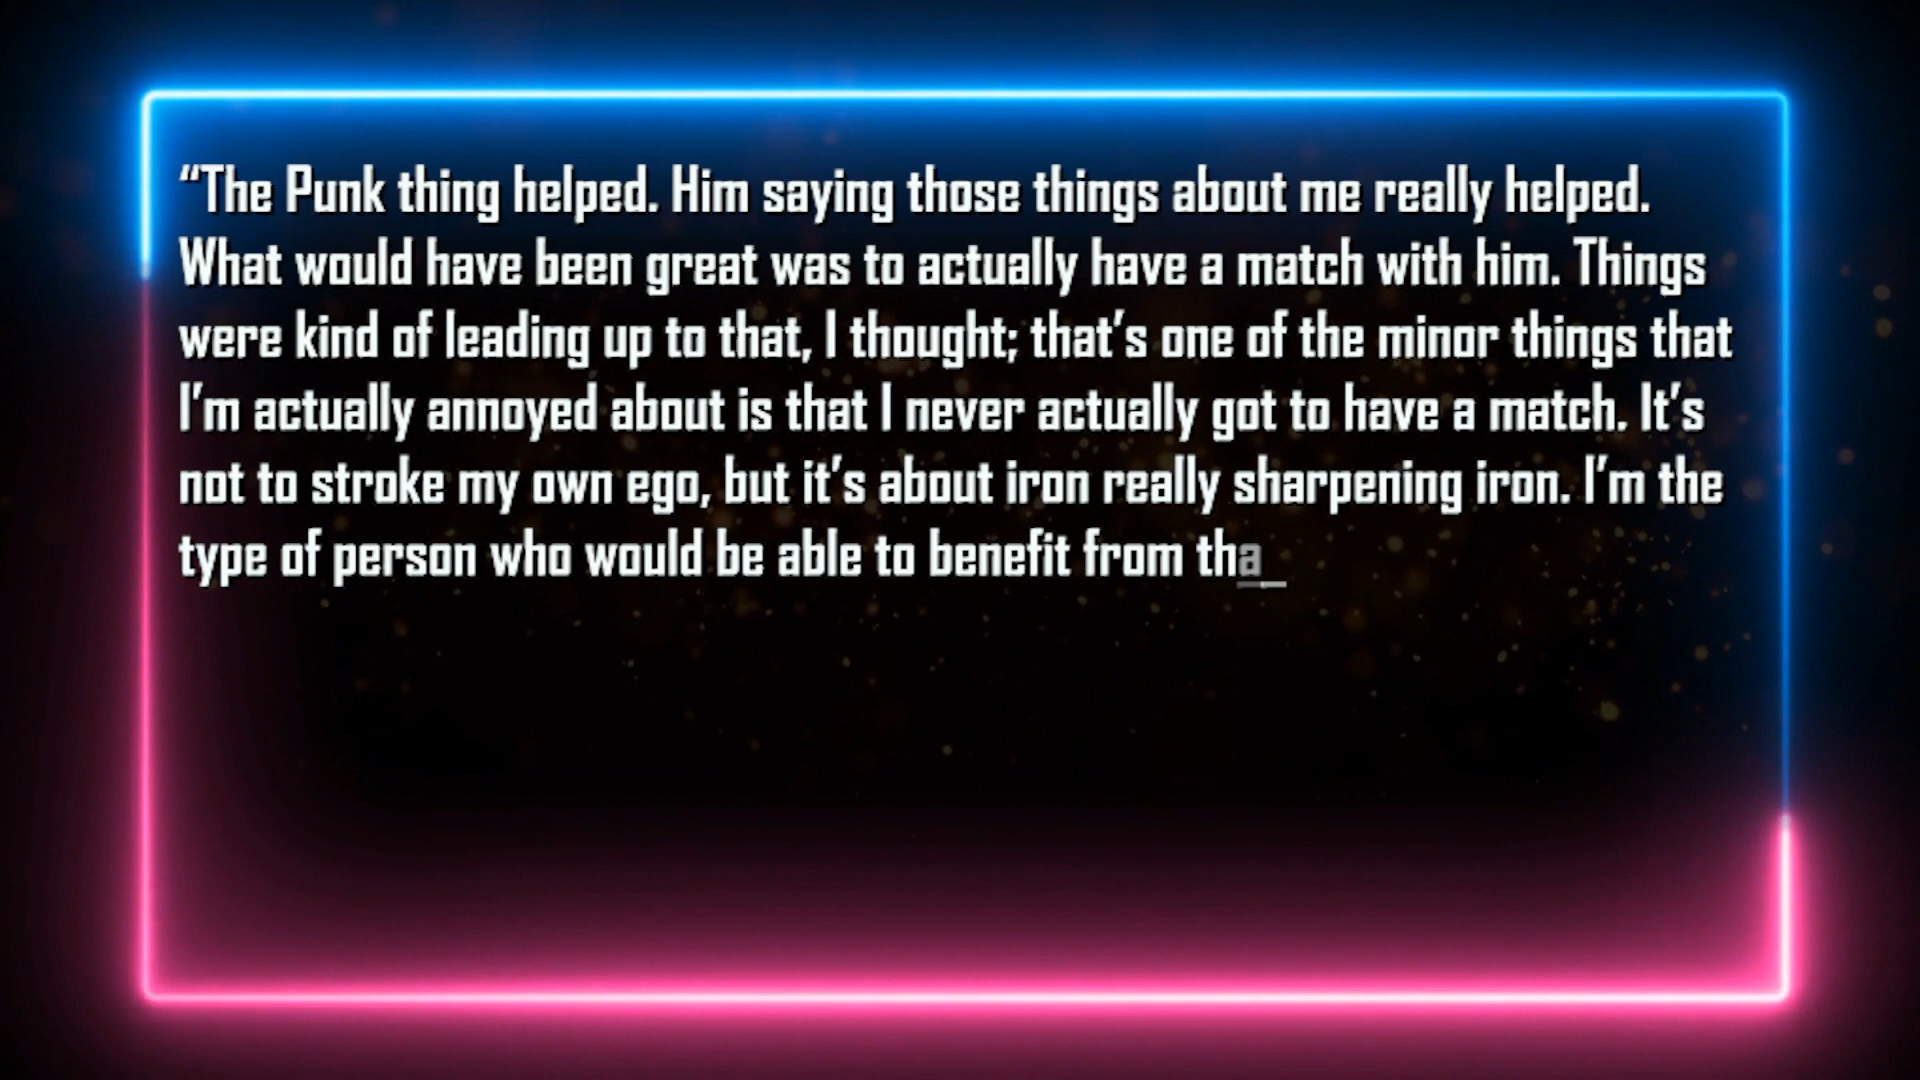 “The Punk thing helped. Him saying those things about me really helped.
What would have been great was to actually have a match with him. Things
were kind of leading up to that, I thought; that’s one of the minor things that
I’m actually annoyed about is that I never actually got to have a match. It’s
not to stroke my own ego, but it’s about iron really sharpening iron. I’m the
type of person who would be able to benefit from tha_